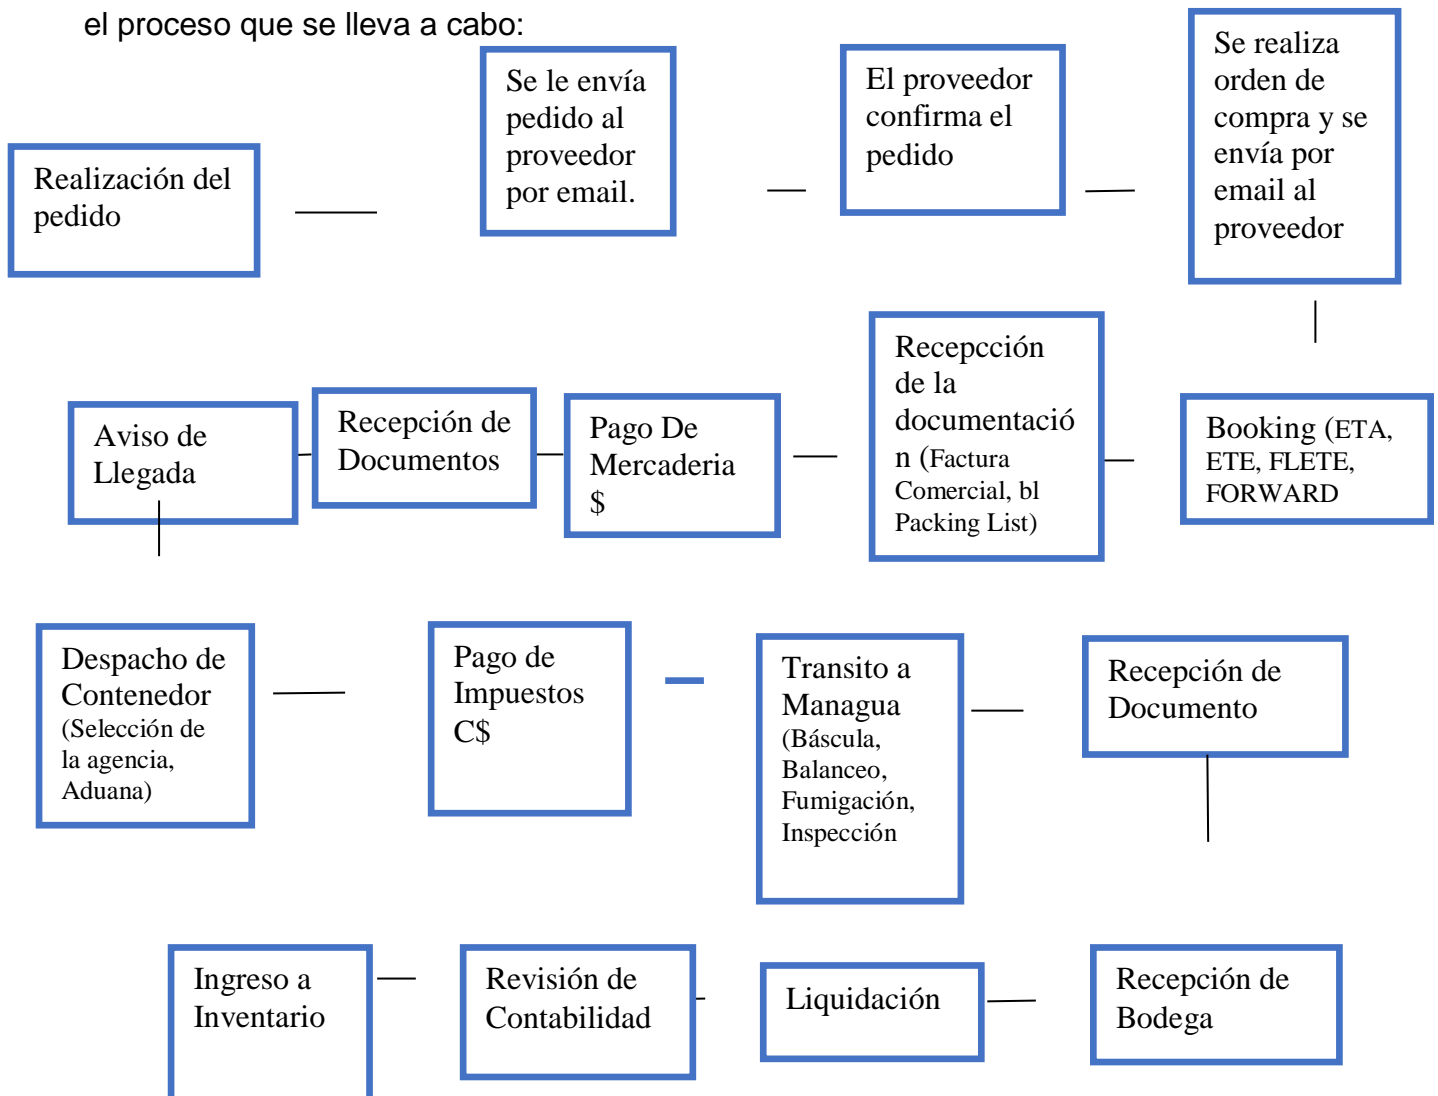 el proceso que se lleva a cabo:
Realización del
pedido
Se le envía
pedido al
proveedor
por email.
El proveedor
confirma el
pedido
Se realiza
orden de
compra y se
envía por
email al
proveedor
Booking (ETA,
ETE, FLETE,
FORWARD
Recepcción
de la
documentació
n (Factura
Comercial, bl
Packing List)
Pago De
Mercaderia
$
Recepción de
Documentos
Aviso de
Llegada
Despacho de
Contenedor
(Selección de
la agencia,
Aduana)
Pago de
Impuestos
C$
Transito a
Managua
(Báscula,
Balanceo,
Fumigación,
Inspección
Recepción de
Documento
Recepción de
Bodega
Liquidación
Revisión de
Contabilidad
Ingreso a
Inventario